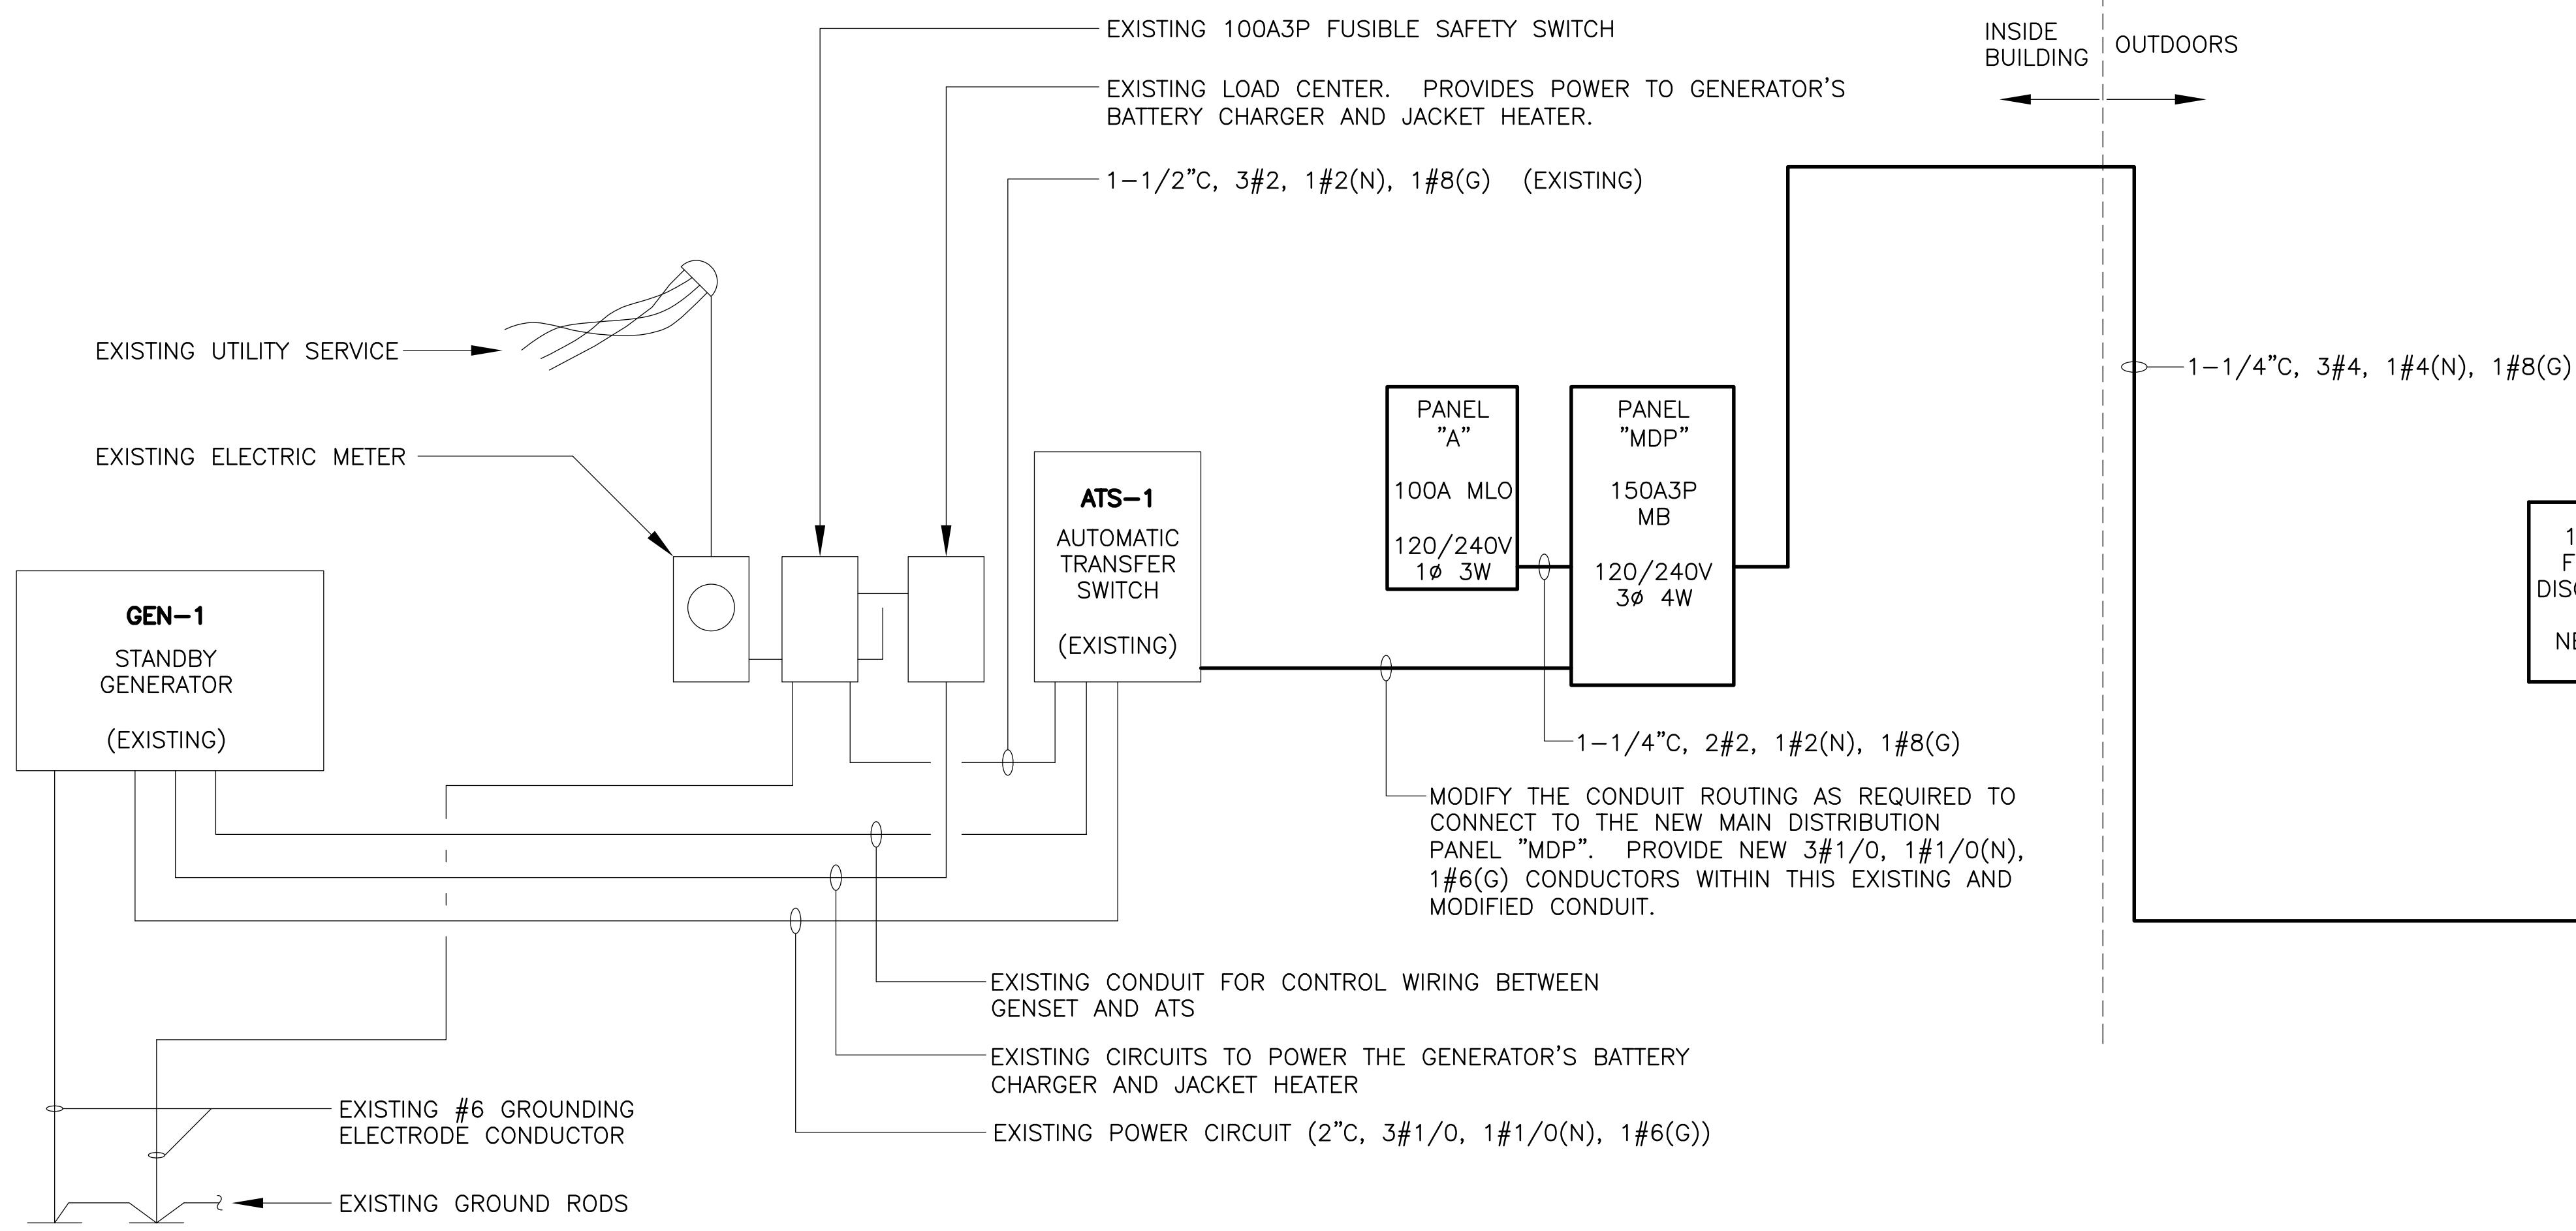 EXISTING 100A3P FUSIBLE SAFETY SWITCH
EXISTING LOAD CENTER. PROVIDES POWER TO GENERATOR'S
BATTERY CHARGER AND JACKET HEATER.
1-1/2"C, 3#2, 1#2(N), 1#8(G) (EXISTING)
INSIDE
BUILDING
OUTDOORS
EXISTING UTILITY SERVICE
EXISTING ELECTRIC METER
1-1/4"C, 3#4, 1#4(N), 1#8(G)
GEN-1
STANDBY
GENERATOR
(EXISTING)
ATS-1
AUTOMATIC
TRANSFER
SWITCH
(EXISTING)
PANEL
"A"
100A MLO
120/240V
1ø 3W
PANEL
"MDP"
150A3P
MB
120/240V
3ø 4W
1-1/4"C, 2#2, 1#2(N), 1#8(G)
MODIFY THE CONDUIT ROUTING AS REQUIRED TO
CONNECT TO THE NEW MAIN DISTRIBUTION
PANEL "MDP". PROVIDE NEW 3#1/0, 1#1/0(N),
1#6(G) CONDUCTORS WITHIN THIS EXISTING AND
MODIFIED CONDUIT.
EXISTING CONDUIT FOR CONTROL WIRING BETWEEN
GENSET AND ATS
EXISTING CIRCUITS TO POWER THE GENERATOR'S BATTERY
CHARGER AND JACKET HEATER
EXISTING POWER CIRCUIT (2"C, 3#1/0, 1#1/0(N), 1#6(G))
EXISTING #6 GROUNDING
ELECTRODE CONDUCTOR
EXISTING GROUND RODS